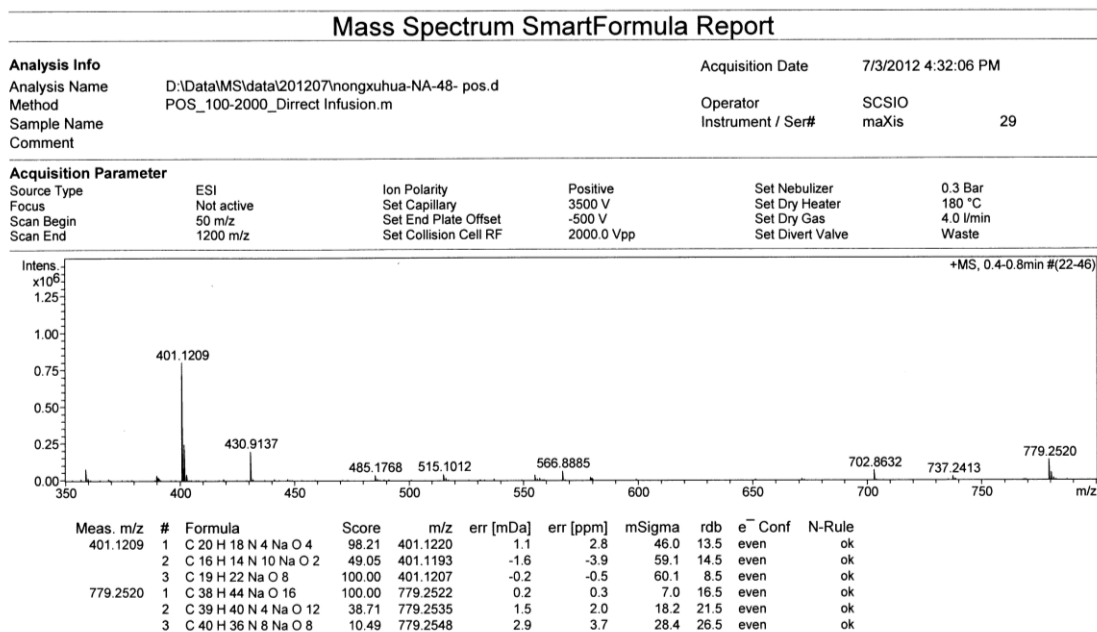 Mass Spectrum SmartFormula Report
Analysis Info
Acquisition Date 7/3/2012 4:32:06 PM
Analysis Name D:\Data\MS\data\201207\nongxuhua-NA-48- pos.d
Method POS_100-2000_Dirrect Infusion.m
Operator SCSIO
Sample Name
Instrument / Ser# maXis 29
Comment
Acquisition Parameter
Source Type ESI Ion Polarity Positive Set Nebulizer 0.3 Bar
Focus Not active Set Capillary 3500 V Set Dry Heater 180 °C
Scan Begin 50 m/z Set End Plate Offset -500 V Set Dry Gas 4.0 l/min
Scan End 1200 m/z Set Collision Cell RF 2000.0 Vpp Set Divert Valve Waste
Intens. +MS, 0.4-0.8min #(22-46)
x10⁶
1.25
1.00
401.1209
0.75
0.50
0.25
430.9137
485.1768
515.1012
566.8885
702.8632
737.2413
779.2520
0.00
350 400 450 500 550 600 650 700 750 m/z
Meas. m/z # Formula Score m/z err [mDa] err [ppm] mSigma rdb e⁻ Conf N-Rule
401.1209 1 C 20 H 18 N 4 Na O 4 98.21 401.1220 1.1 2.8 46.0 13.5 even ok
2 C 16 H 14 N 10 Na O 2 49.05 401.1193 -1.6 -3.9 59.1 14.5 even ok
3 C 19 H 22 Na O 8 100.00 401.1207 -0.2 -0.5 60.1 8.5 even ok
779.2520 1 C 38 H 44 Na O 16 100.00 779.2522 0.2 0.3 7.0 16.5 even ok
2 C 39 H 40 N 4 Na O 12 38.71 779.2535 1.5 2.0 18.2 21.5 even ok
3 C 40 H 36 N 8 Na O 8 10.49 779.2548 2.9 3.7 28.4 26.5 even ok